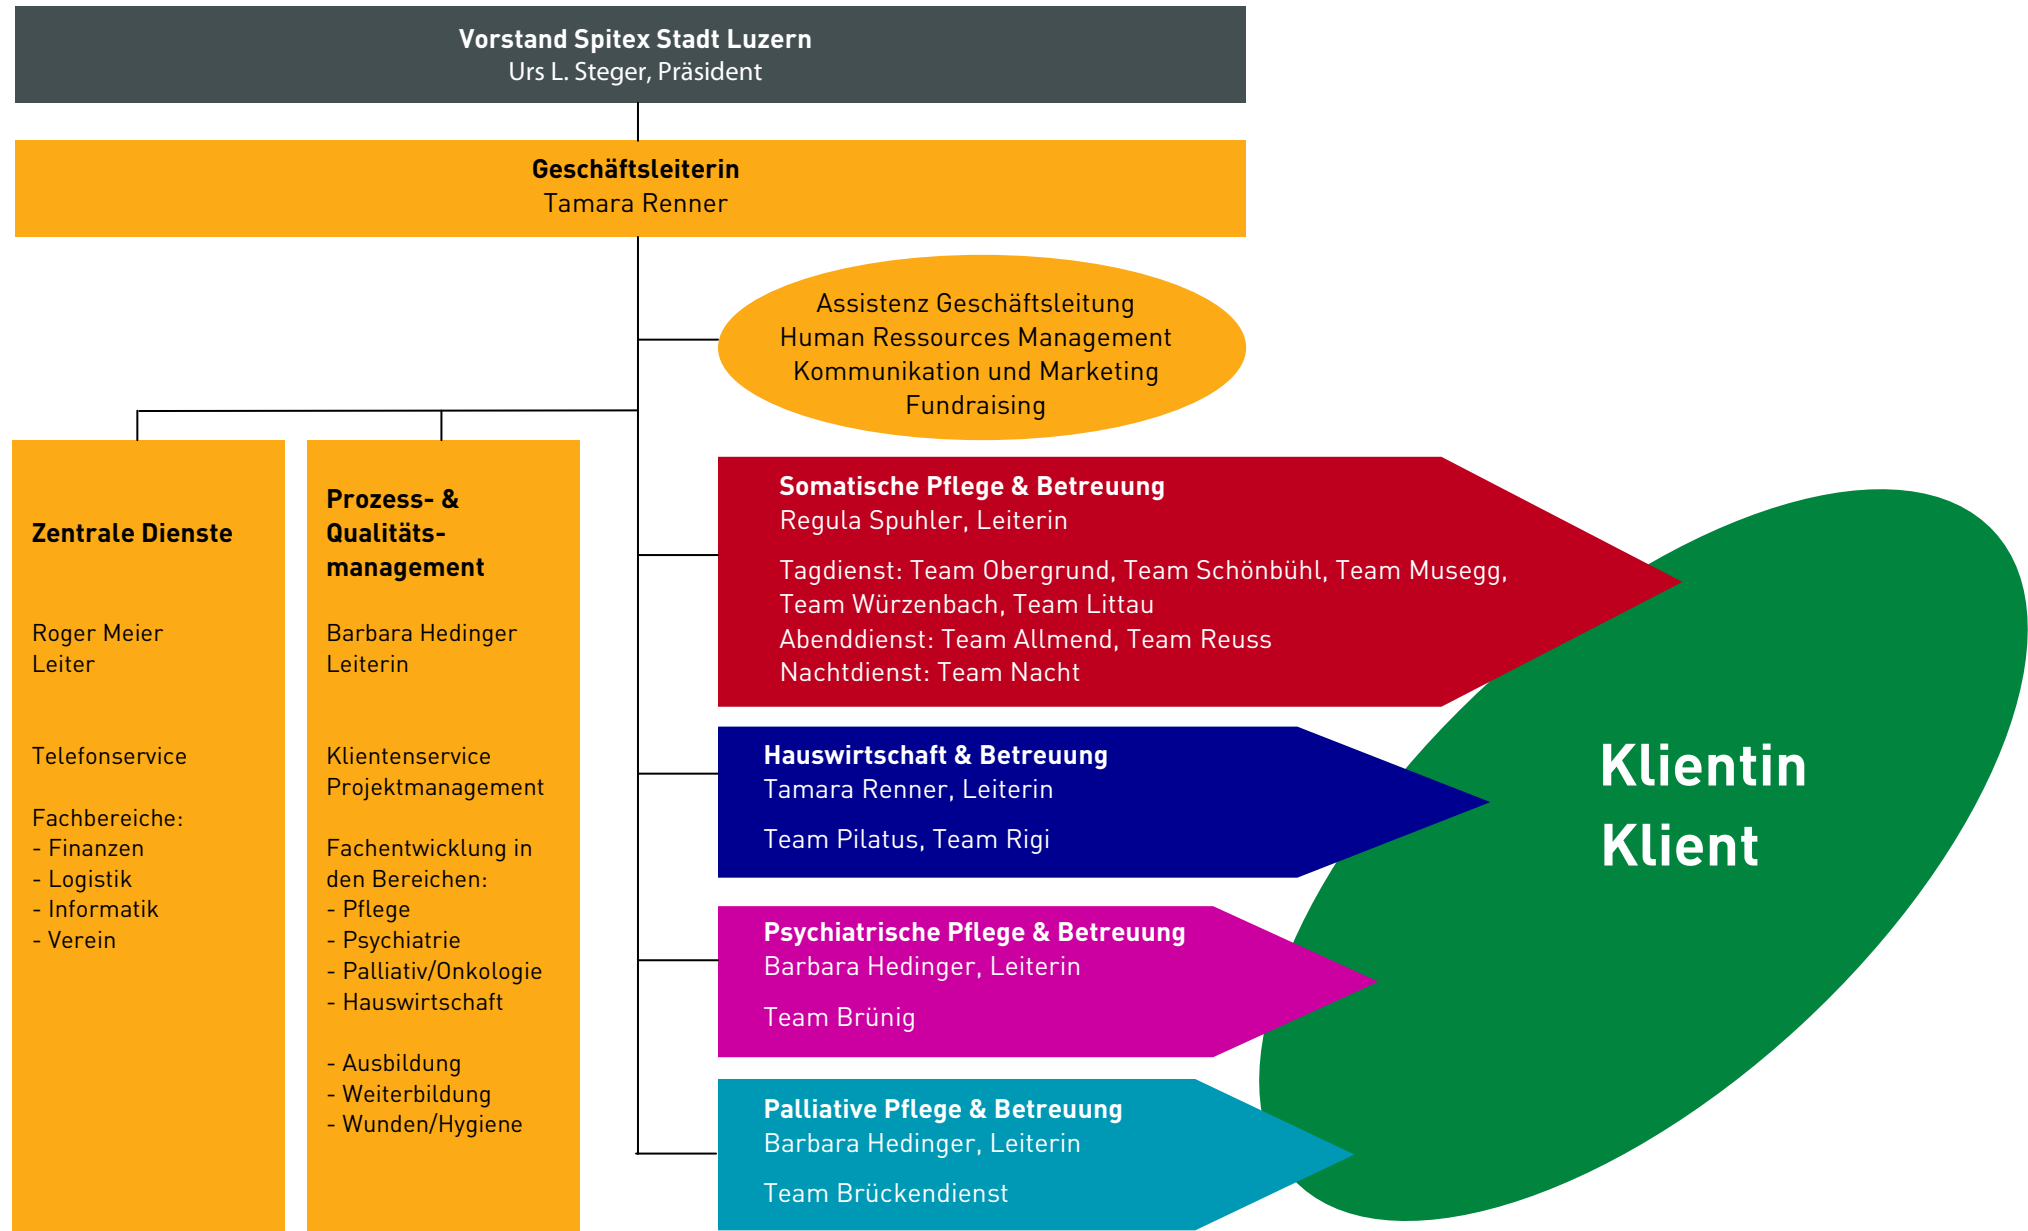 Vorstand Spitex Stadt Luzern
Urs L. Steger, Präsident
Geschäftsleiterin
Tamara Renner
Assistenz Geschäftsleitung
Human Ressources Management
Kommunikation und Marketing
Fundraising
Zentrale Dienste
Roger Meier
Leiter
Telefonservice
Fachbereiche:
- Finanzen
- Logistik
- Informatik
- Verein
Prozess- &
Qualitäts-
management
Barbara Hedinger
Leiterin
Klientenservice
Projektmanagement
Fachentwicklung in
den Bereichen:
- Pflege
- Psychiatrie
- Palliativ/Onkologie
- Hauswirtschaft
- Ausbildung
- Weiterbildung
- Wunden/Hygiene
Somatische Pflege & Betreuung
Regula Spuhler, Leiterin
Tagdienst: Team Obergrund, Team Schönbühl, Team Musegg,
Team Würzenbach, Team Littau
Abenddienst: Team Allmend, Team Reuss
Nachtdienst: Team Nacht
Hauswirtschaft & Betreuung
Tamara Renner, Leiterin
Team Pilatus, Team Rigi
Psychiatrische Pflege & Betreuung
Barbara Hedinger, Leiterin
Team Brünig
Palliative Pflege & Betreuung
Barbara Hedinger, Leiterin
Team Brückendienst
Klientin
Klient